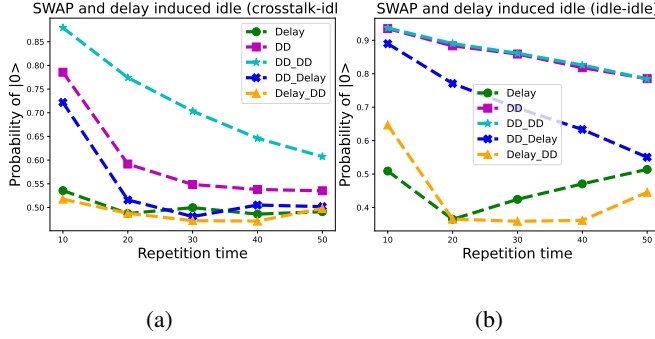 SWAP and delay induced idle (crosstalk-idl
Probability of |0>
0.85
0.80
0.75
0.70
0.65
0.60
0.55
0.50
Delay
DD
DD_DD
DD_Delay
Delay_DD
10 20 30 40 50
Repetition time
(a)
SWAP and delay induced idle (idle-idle)
Probability of |0>
0.9
0.8
0.7
0.6
0.5
0.4
Delay
DD
DD_DD
DD_Delay
Delay_DD
10 20 30 40 50
Repetition time
(b)